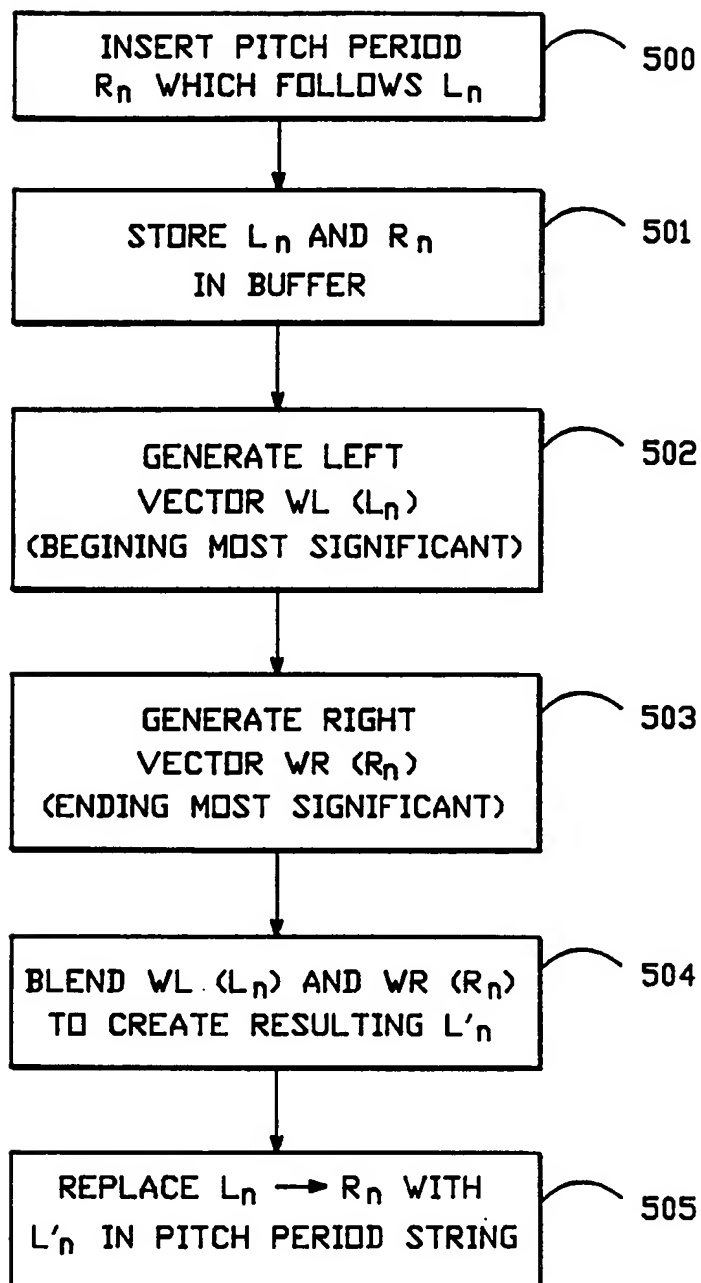 INSERT PITCH PERIOD
Rn WHICH FOLLOWS Ln
500
STORE Ln AND Rn
IN BUFFER
501
GENERATE LEFT
VECTOR WL (Ln)
(BEGINING MOST SIGNIFICANT)
502
GENERATE RIGHT
VECTOR WR (Rn)
(ENDING MOST SIGNIFICANT)
503
BLEND WL (Ln) AND WR (Rn)
TO CREATE RESULTING L'n
504
REPLACE Ln → Rn WITH
L'n IN PITCH PERIOD STRING
505